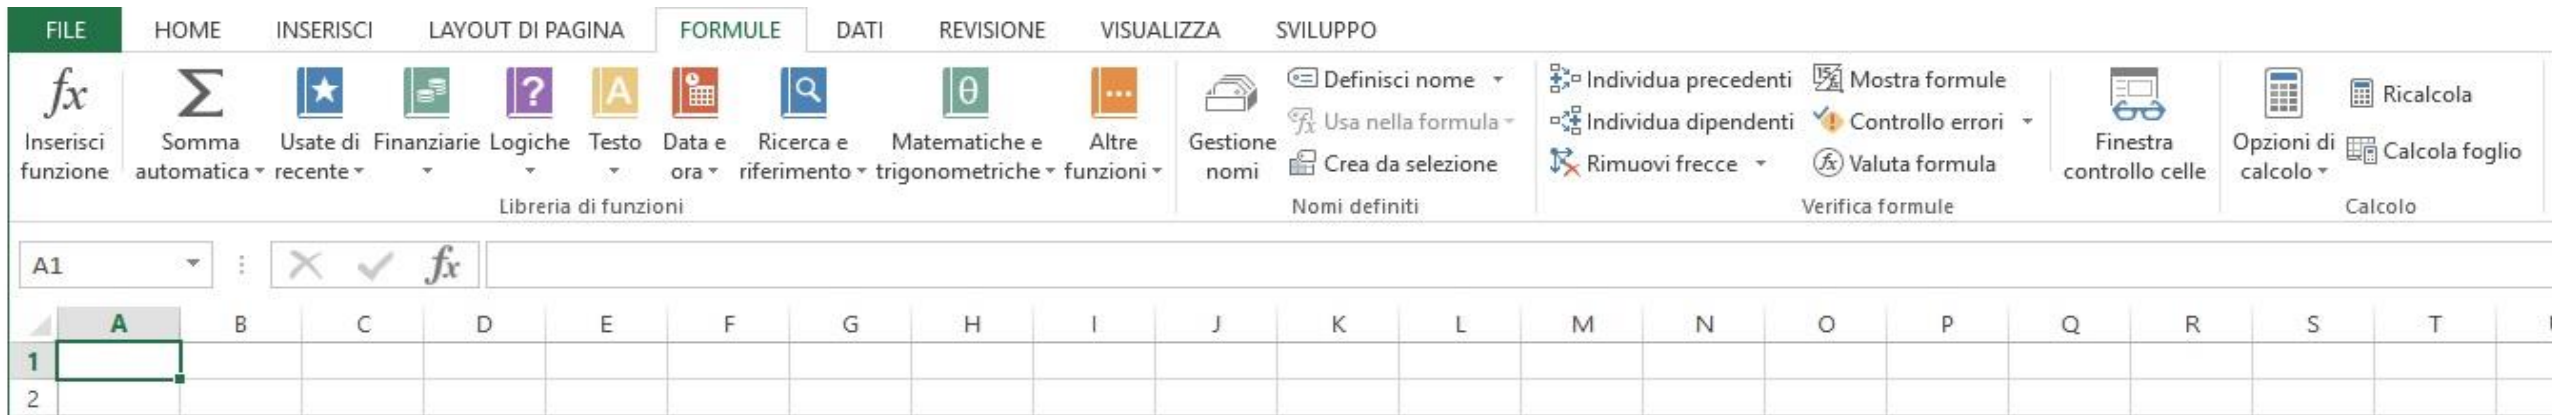 FILE HOME INSERISCI LAYOUT DI PAGINA FORMULE DATI REVISIONE VISUALIZZA SVILUPPO
fx Inserisci funzione
Σ Somma automatica
Usate di recente
Finanziarie
? Logiche
A Testo
Data e ora
Ricerca e riferimento
θ Matematiche e trigonometriche
Altre funzioni
Libreria di funzioni
Gestione nomi
Definisci nome
Usa nella formula
Crea da selezione
Nomi definiti
Individua precedenti
Individua dipendenti
Rimuovi frecce
Mostra formule
Controllo errori
Valuta formula
Finestra controllo celle
Verifica formule
Opzioni di calcolo
Ricalcola
Calcola foglio
Calcolo
A1 fx
A B C D E F G H I J K L M N O P Q R S T
1
2